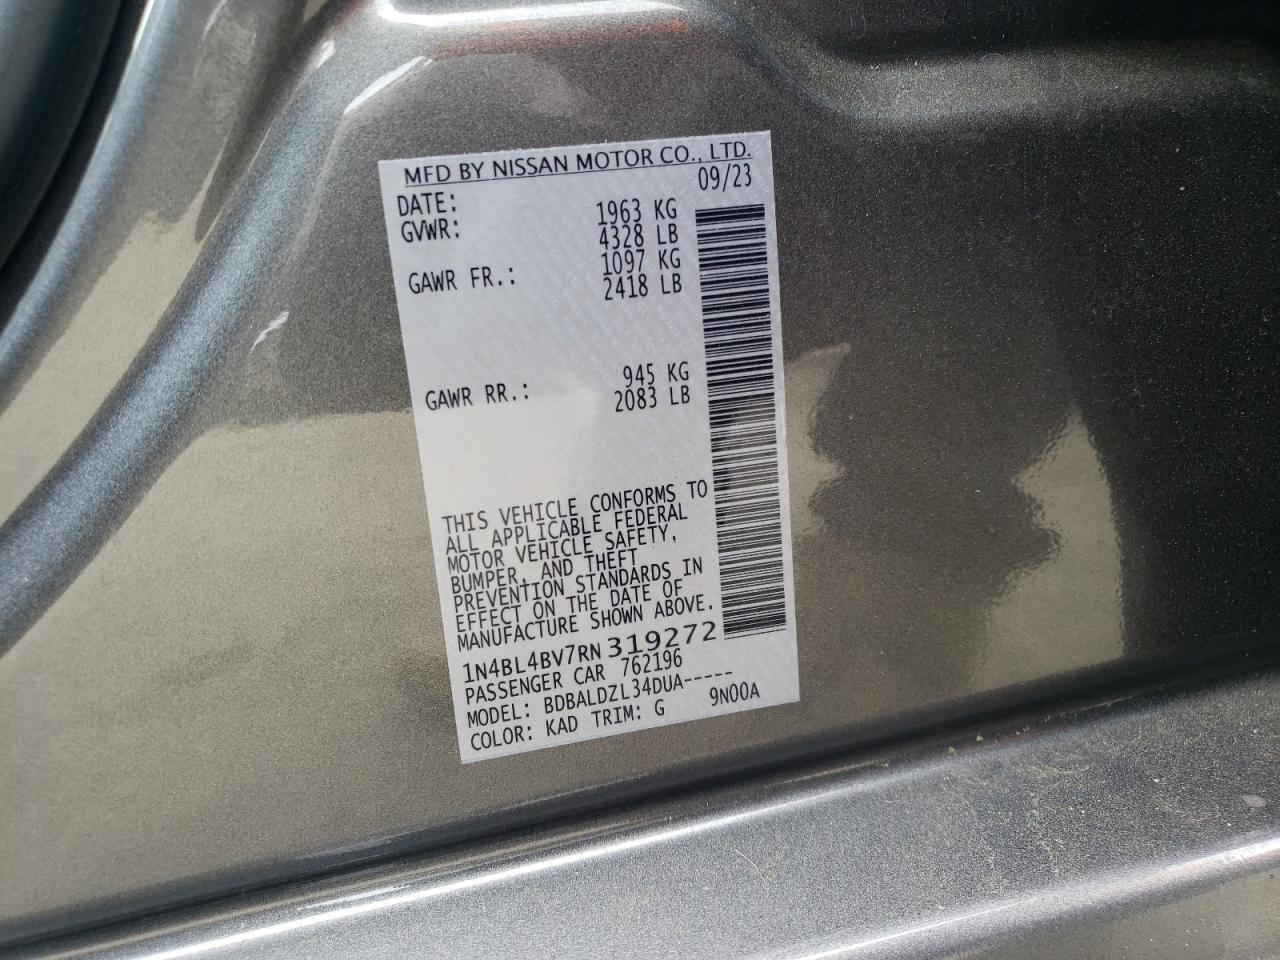 MFD BY NISSAN MOTOR CO., LTD.
DATE: 09/23
GVWR: 1963 KG
4328 LB
GAWR FR.: 1097 KG
2418 LB
GAWR RR.: 945 KG
2083 LB
THIS VEHICLE CONFORMS TO
ALL APPLICABLE FEDERAL
MOTOR VEHICLE SAFETY,
BUMPER, AND THEFT
PREVENTION STANDARDS IN
EFFECT ON THE DATE OF
MANUFACTURE SHOWN ABOVE.
1N4BL4BV7RN319272
PASSENGER CAR 762196
MODEL: BDBALDZL34DUA-----
COLOR: KAD TRIM: G 9N00A